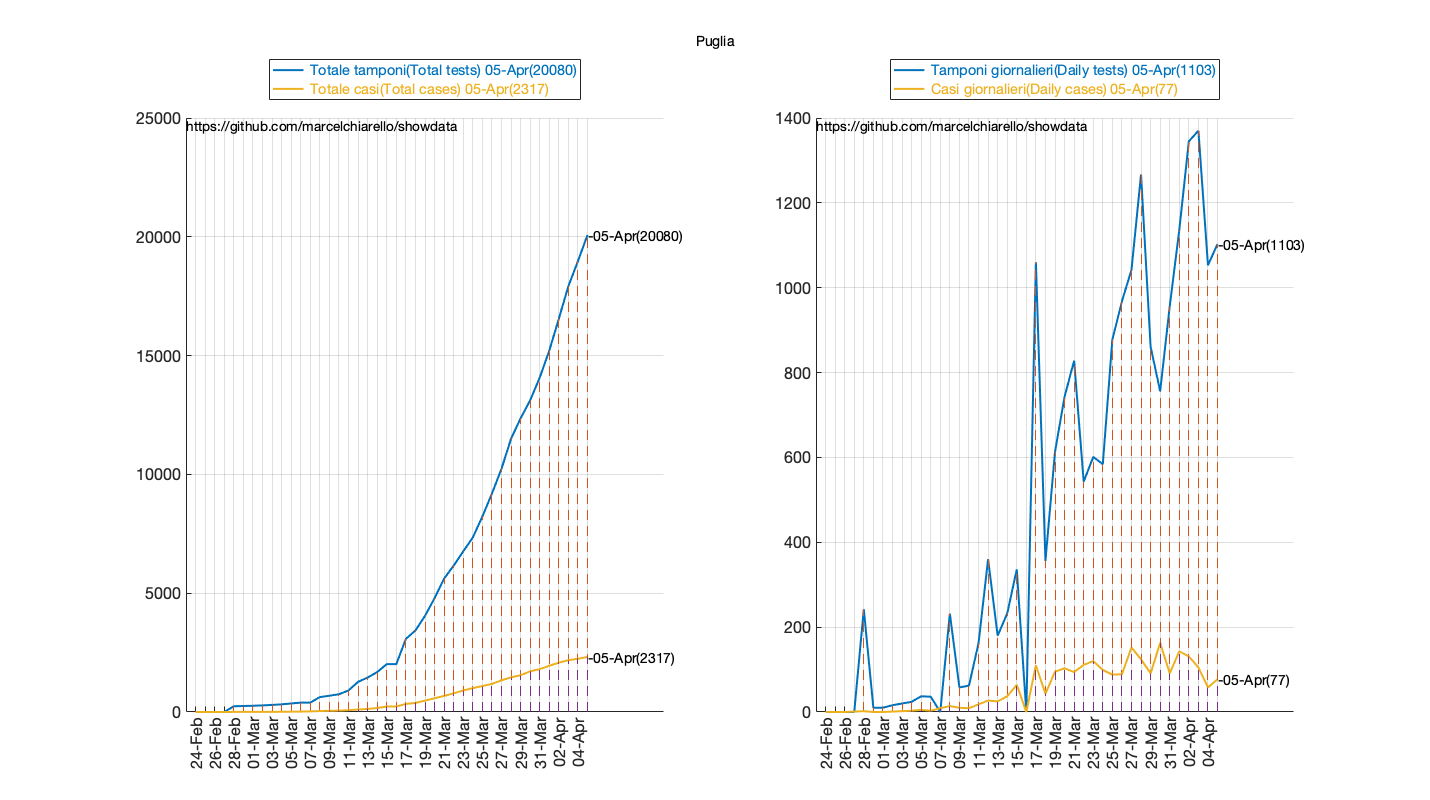 Puglia
Totale tamponi(Total tests) 05-Apr(20080)
Totale casi(Total cases) 05-Apr(2317)
https://github.com/marcelchiarello/showdata
25000
20000
15000
10000
5000
0
-05-Apr(20080)
-05-Apr(2317)
24-Feb
26-Feb
28-Feb
01-Mar
03-Mar
05-Mar
07-Mar
09-Mar
11-Mar
13-Mar
15-Mar
17-Mar
19-Mar
21-Mar
23-Mar
25-Mar
27-Mar
29-Mar
31-Mar
02-Apr
04-Apr
Tamponi giornalieri(Daily tests) 05-Apr(1103)
Casi giornalieri(Daily cases) 05-Apr(77)
https://github.com/marcelchiarello/showdata
1400
1200
1000
800
600
400
200
0
-05-Apr(1103)
-05-Apr(77)
24-Feb
26-Feb
28-Feb
01-Mar
03-Mar
05-Mar
07-Mar
09-Mar
11-Mar
13-Mar
15-Mar
17-Mar
19-Mar
21-Mar
23-Mar
25-Mar
27-Mar
29-Mar
31-Mar
02-Apr
04-Apr